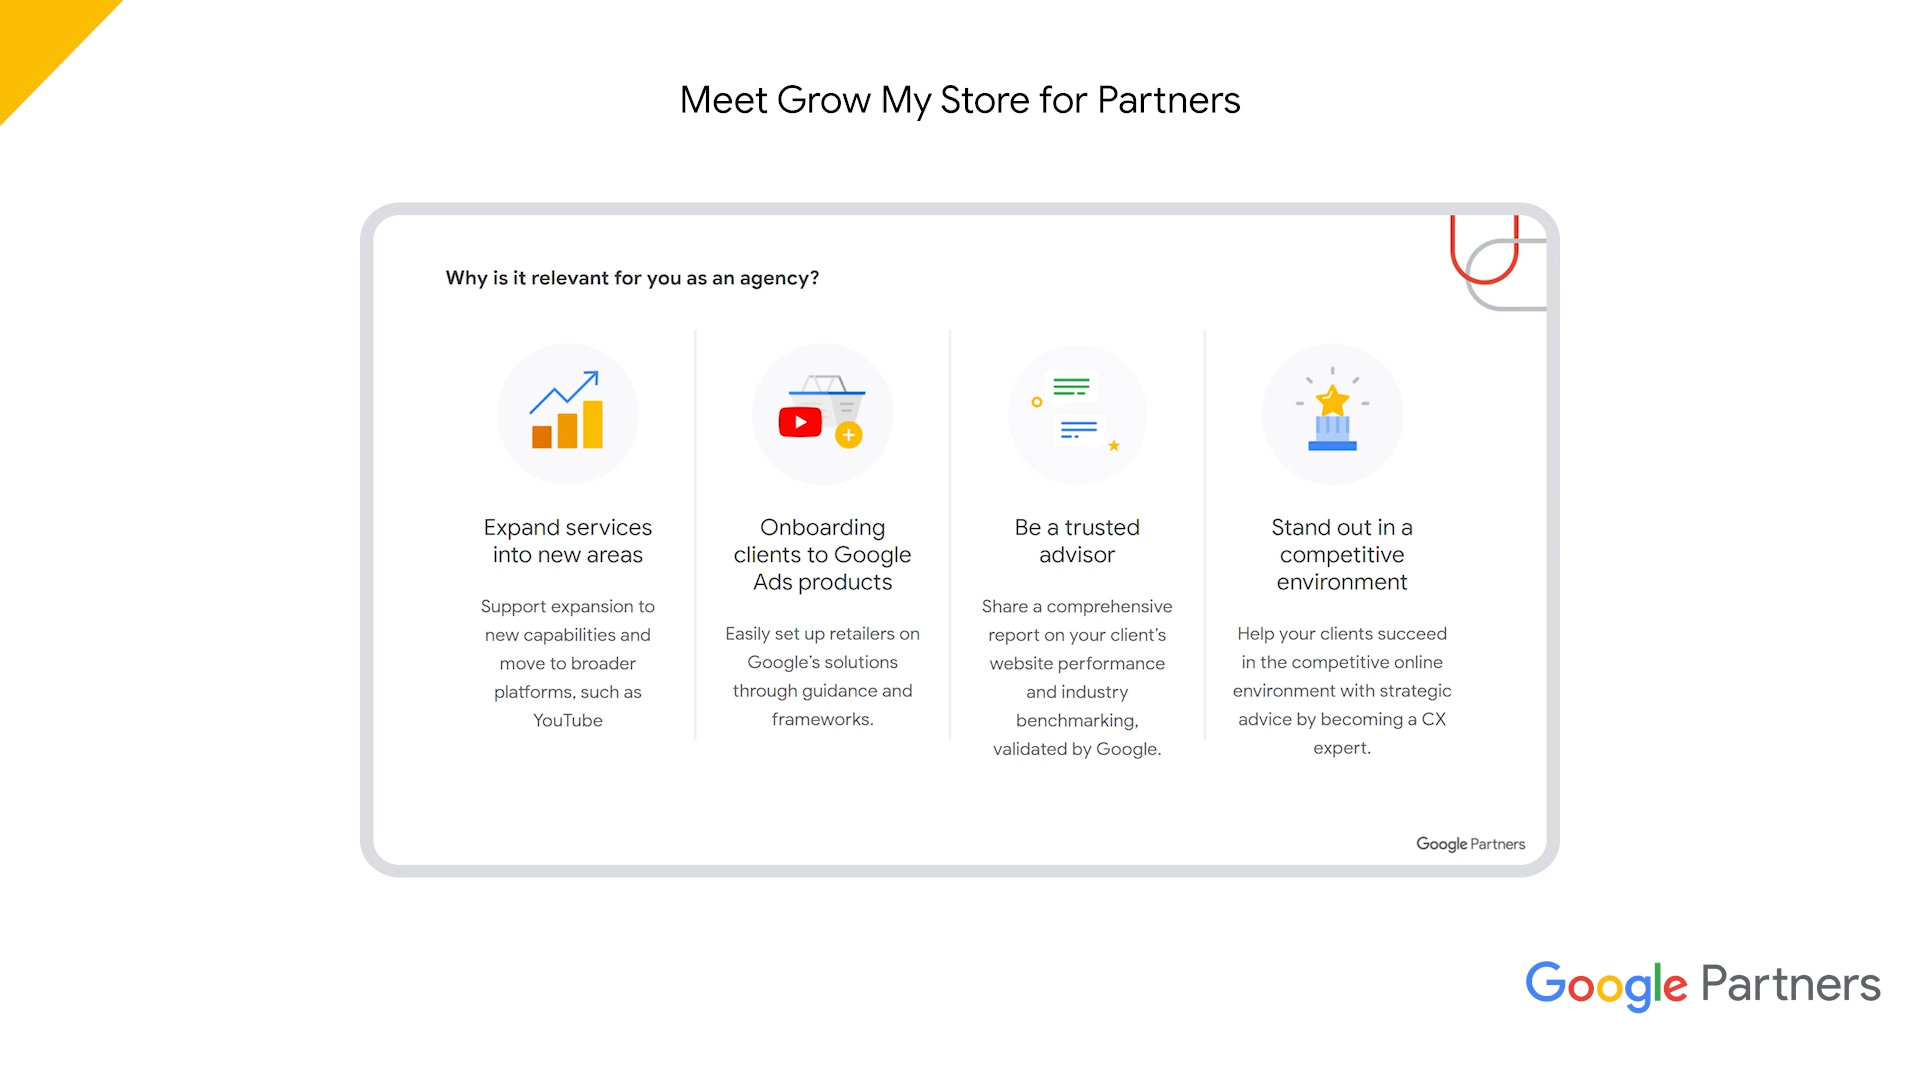 Meet Grow My Store for Partners
Why is it relevant for you as an agency?
Expand services
into new areas
Support expansion to
new capabilities and
move to broader
platforms, such as
YouTube
Onboarding
clients to Google
Ads products
Easily set up retailers on
Google's solutions
through guidance and
frameworks.
Be a trusted
advisor
Share a comprehensive
report on your client's
website performance
and industry
benchmarking,
validated by Google.
Stand out in a
competitive
environment
Help your clients succeed
in the competitive online
environment with strategic
advice by becoming a CX
expert.
Google Partners
Google Partners